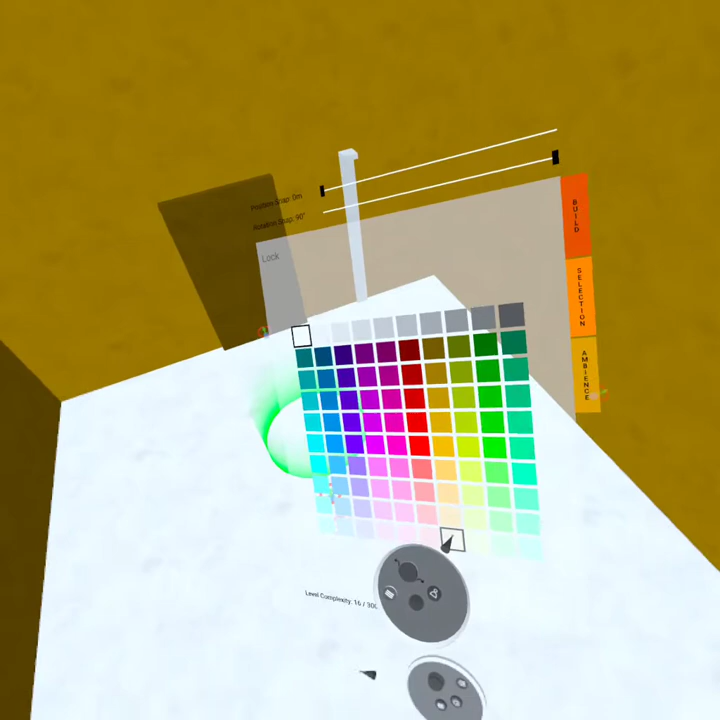 Position Snap: 0m
Rotation Snap: 90°
Lock
BUILD
SELECTION
AMBIENCE
Level Complexity: 16 / 300